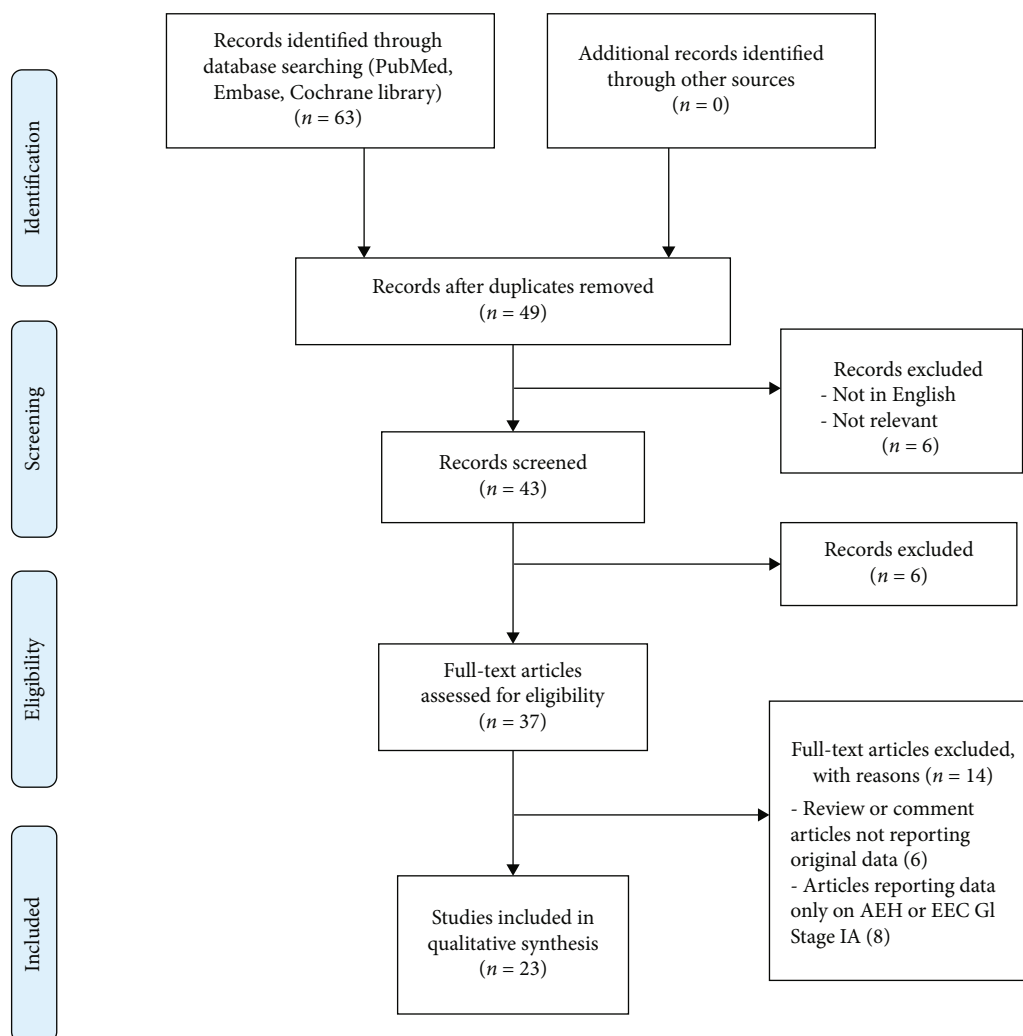 Identification
Records identified through
database searching (PubMed,
Embase, Cochrane library)
(n = 63)
Additional records identified
through other sources
(n = 0)
Records after duplicates removed
(n = 49)
Screening
Records excluded
- Not in English
- Not relevant
(n = 6)
Records screened
(n = 43)
Records excluded
(n = 6)
Eligibility
Full-text articles
assessed for eligibility
(n = 37)
Full-text articles excluded,
with reasons (n = 14)
- Review or comment
articles not reporting
original data (6)
- Articles reporting data
only on AEH or EEC Gl
Stage IA (8)
Included
Studies included in
qualitative synthesis
(n = 23)